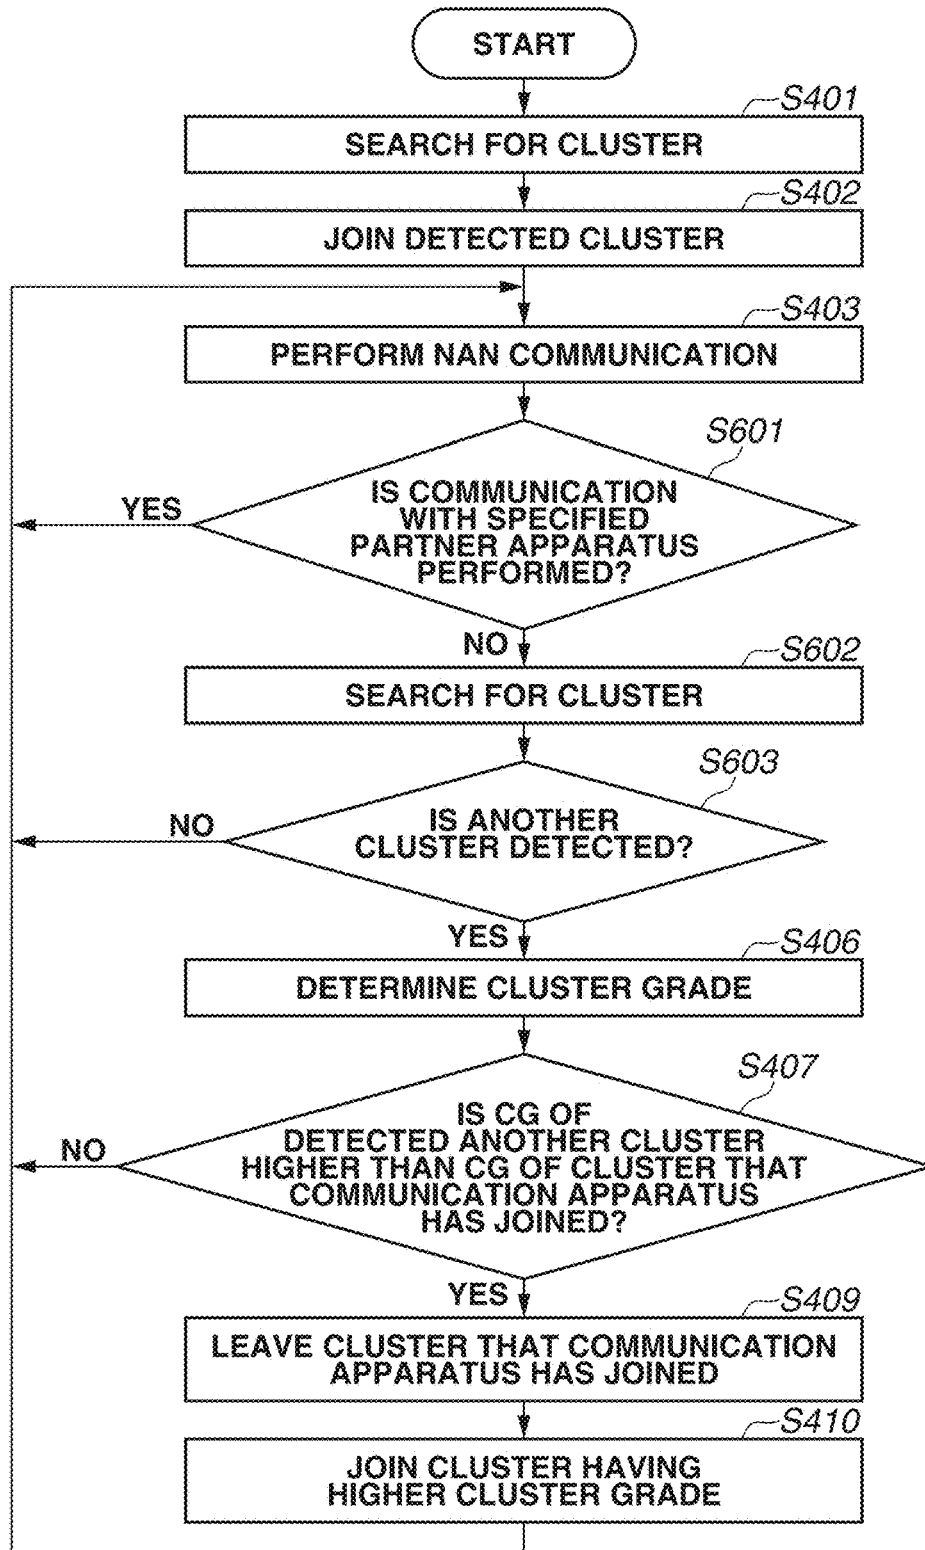 START
S401
SEARCH FOR CLUSTER
S402
JOIN DETECTED CLUSTER
S403
PERFORM NAN COMMUNICATION
S601
IS COMMUNICATION
WITH SPECIFIED
PARTNER APPARATUS
PERFORMED?
YES
NO
S602
SEARCH FOR CLUSTER
S603
IS ANOTHER
CLUSTER DETECTED?
NO
YES
S406
DETERMINE CLUSTER GRADE
S407
IS CG OF
DETECTED ANOTHER CLUSTER
HIGHER THAN CG OF CLUSTER THAT
COMMUNICATION APPARATUS
HAS JOINED?
NO
YES
S409
LEAVE CLUSTER THAT COMMUNICATION
APPARATUS HAS JOINED
S410
JOIN CLUSTER HAVING
HIGHER CLUSTER GRADE